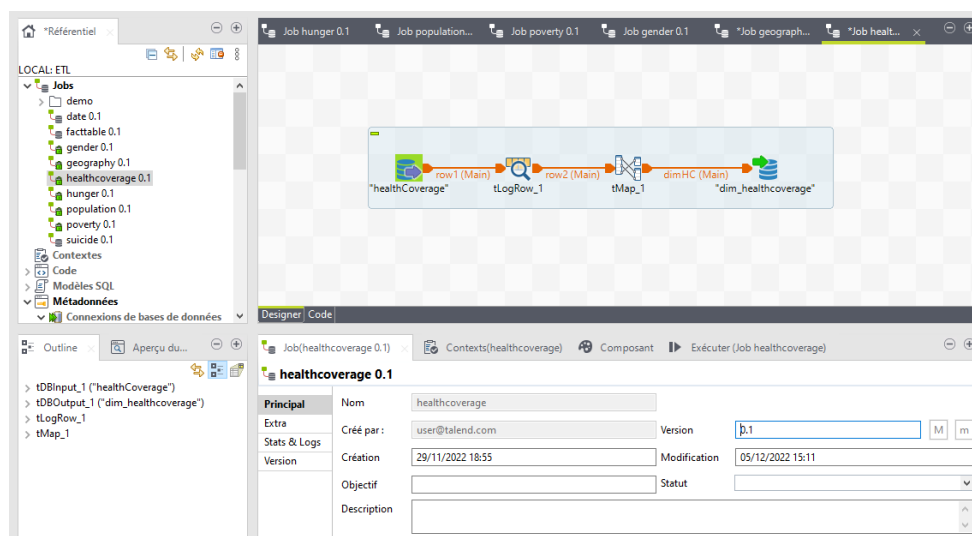 *Référentiel
LOCAL: ETL
Jobs
demo
date 0.1
facttable 0.1
gender 0.1
geography 0.1
healthcoverage 0.1
hunger 0.1
population 0.1
poverty 0.1
suicide 0.1
Contextes
Code
Modèles SQL
Métadonnées
Connexions de bases de données
Job hunger 0.1
Job population...
Job poverty 0.1
Job gender 0.1
*Job geograph...
*Job healt...
row1 (Main)
row2 (Main)
dimHC (Main)
"healthCoverage"
tLogRow_1
tMap_1
"dim_healthcoverage"
Designer
Code
Outline
Aperçu du...
tDBInput_1 ("healthCoverage")
tDBOutput_1 ("dim_healthcoverage")
tLogRow_1
tMap_1
Job(healthcoverage 0.1)
Contexts(healthcoverage)
Composant
Exécuter (Job healthcoverage)
healthcoverage 0.1
Principal
Extra
Stats & Logs
Version
Nom
healthcoverage
Créé par :
user@talend.com
Version
0.1
M
m
Création
29/11/2022 18:55
Modification
05/12/2022 15:11
Objectif
Statut
Description